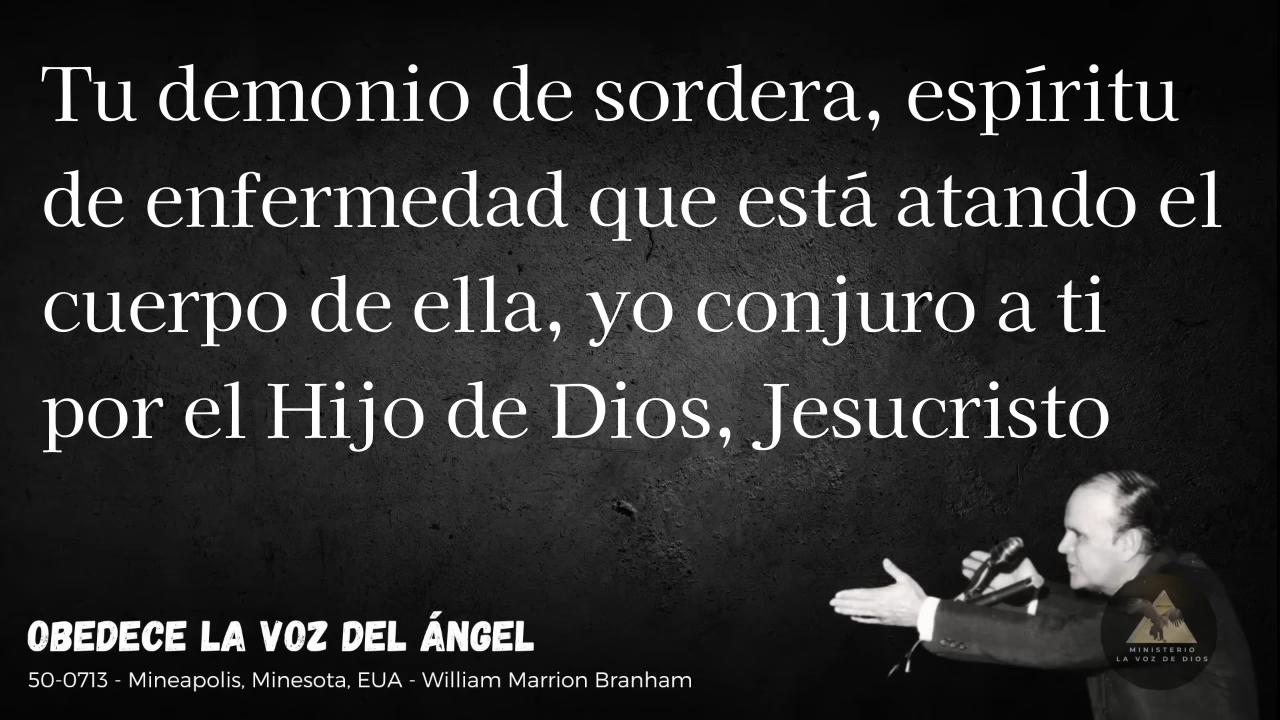 Tu demonio de sordera, espíritu
de enfermedad que está atando el
cuerpo de ella, yo conjuro a ti
por el Hijo de Dios, Jesucristo
OBEDECE LA VOZ DEL ÁNGEL
50-0713 - Mineapolis, Minesota, EUA - William Marrion Branham
MINISTERIO
LA VOZ DE DIOS